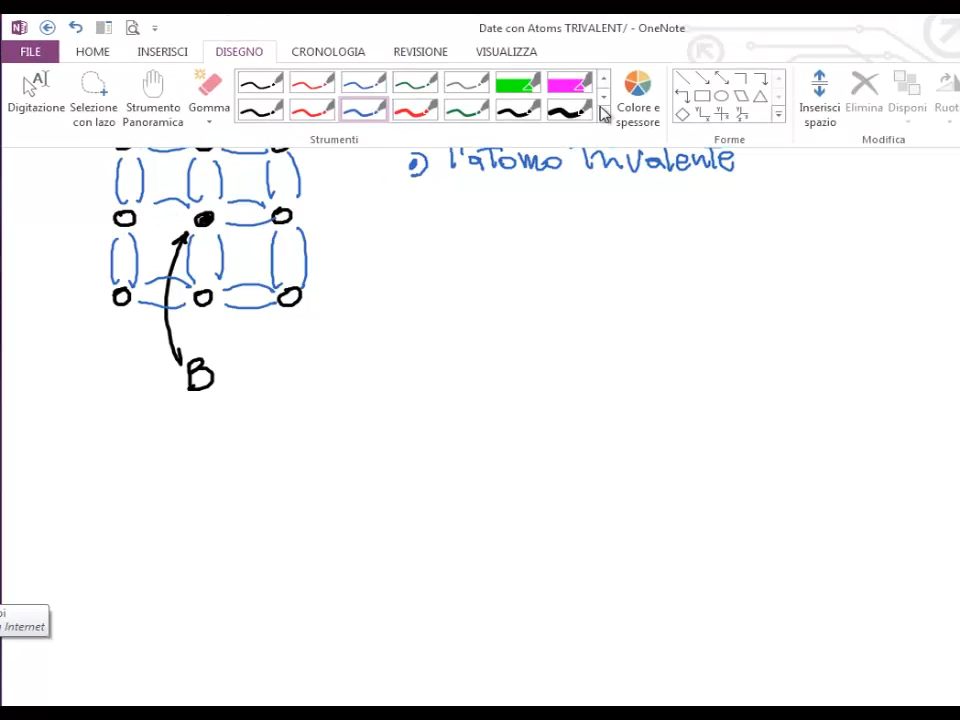 Date con Atoms TRIVALENT/ - OneNote
FILE HOME INSERISCI DISEGNO CRONOLOGIA REVISIONE VISUALIZZA
Digitazione Selezione con lazo Strumento Panoramica Gomma Colore e spessore Inserisci spazio Elimina Disponi
Strumenti Forme Modifica
l'atomo trivalente
B
Internet